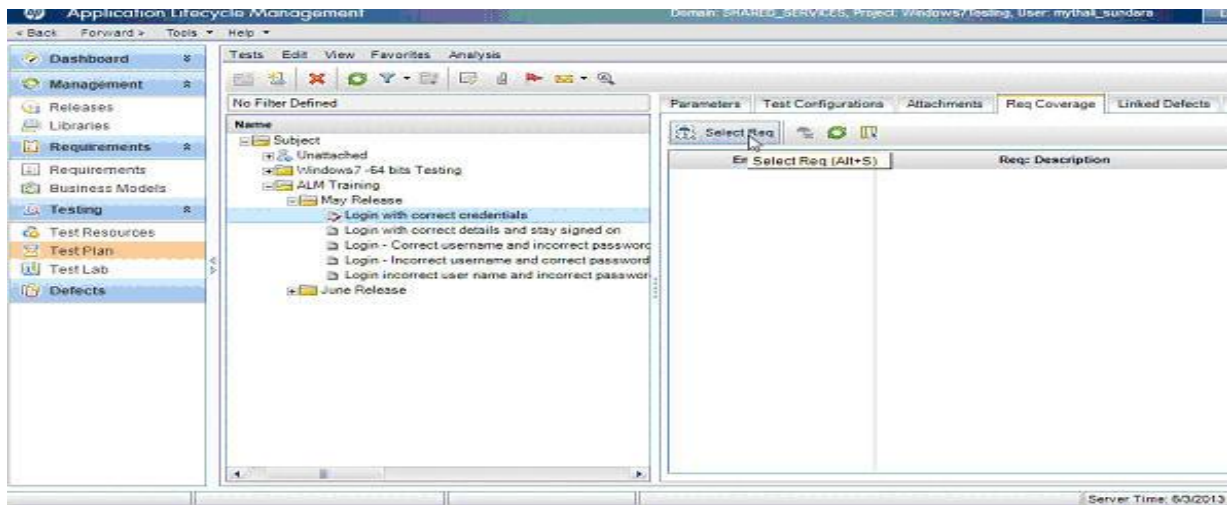 hp Application Lifecycle Management
Domain: SHARED_SERVICES, Project: Windows7Testing, User: mythali_sundara
< Back Forward > Tools Help
Dashboard
Management
Releases
Libraries
Requirements
Requirements
Business Models
Testing
Test Resources
Test Plan
Test Lab
Defects
Tests Edit View Favorites Analysis
No Filter Defined
Name
Subject
Unattached
Windows7 -64 bits Testing
ALM Training
May Release
Login with correct credentials
Login with correct details and stay signed on
Login - Correct username and incorrect password
Login - Incorrect username and correct password
Login incorrect user name and incorrect passwor
June Release
Parameters Test Configurations Attachments Req Coverage Linked Defects
Select Req
Select Req (Alt+S)
Req: Description
Server Time: 6/3/2013